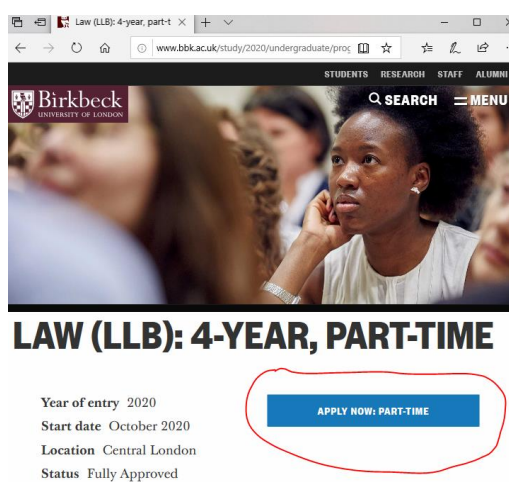 Law (LLB): 4-year, part-t
www.bbk.ac.uk/study/2020/undergraduate/prog
STUDENTS RESEARCH STAFF ALUMNI
Birkbeck
UNIVERSITY OF LONDON
SEARCH
MENU
LAW (LLB): 4-YEAR, PART-TIME
Year of entry 2020
APPLY NOW: PART-TIME
Start date October 2020
Location Central London
Status Fully Approved